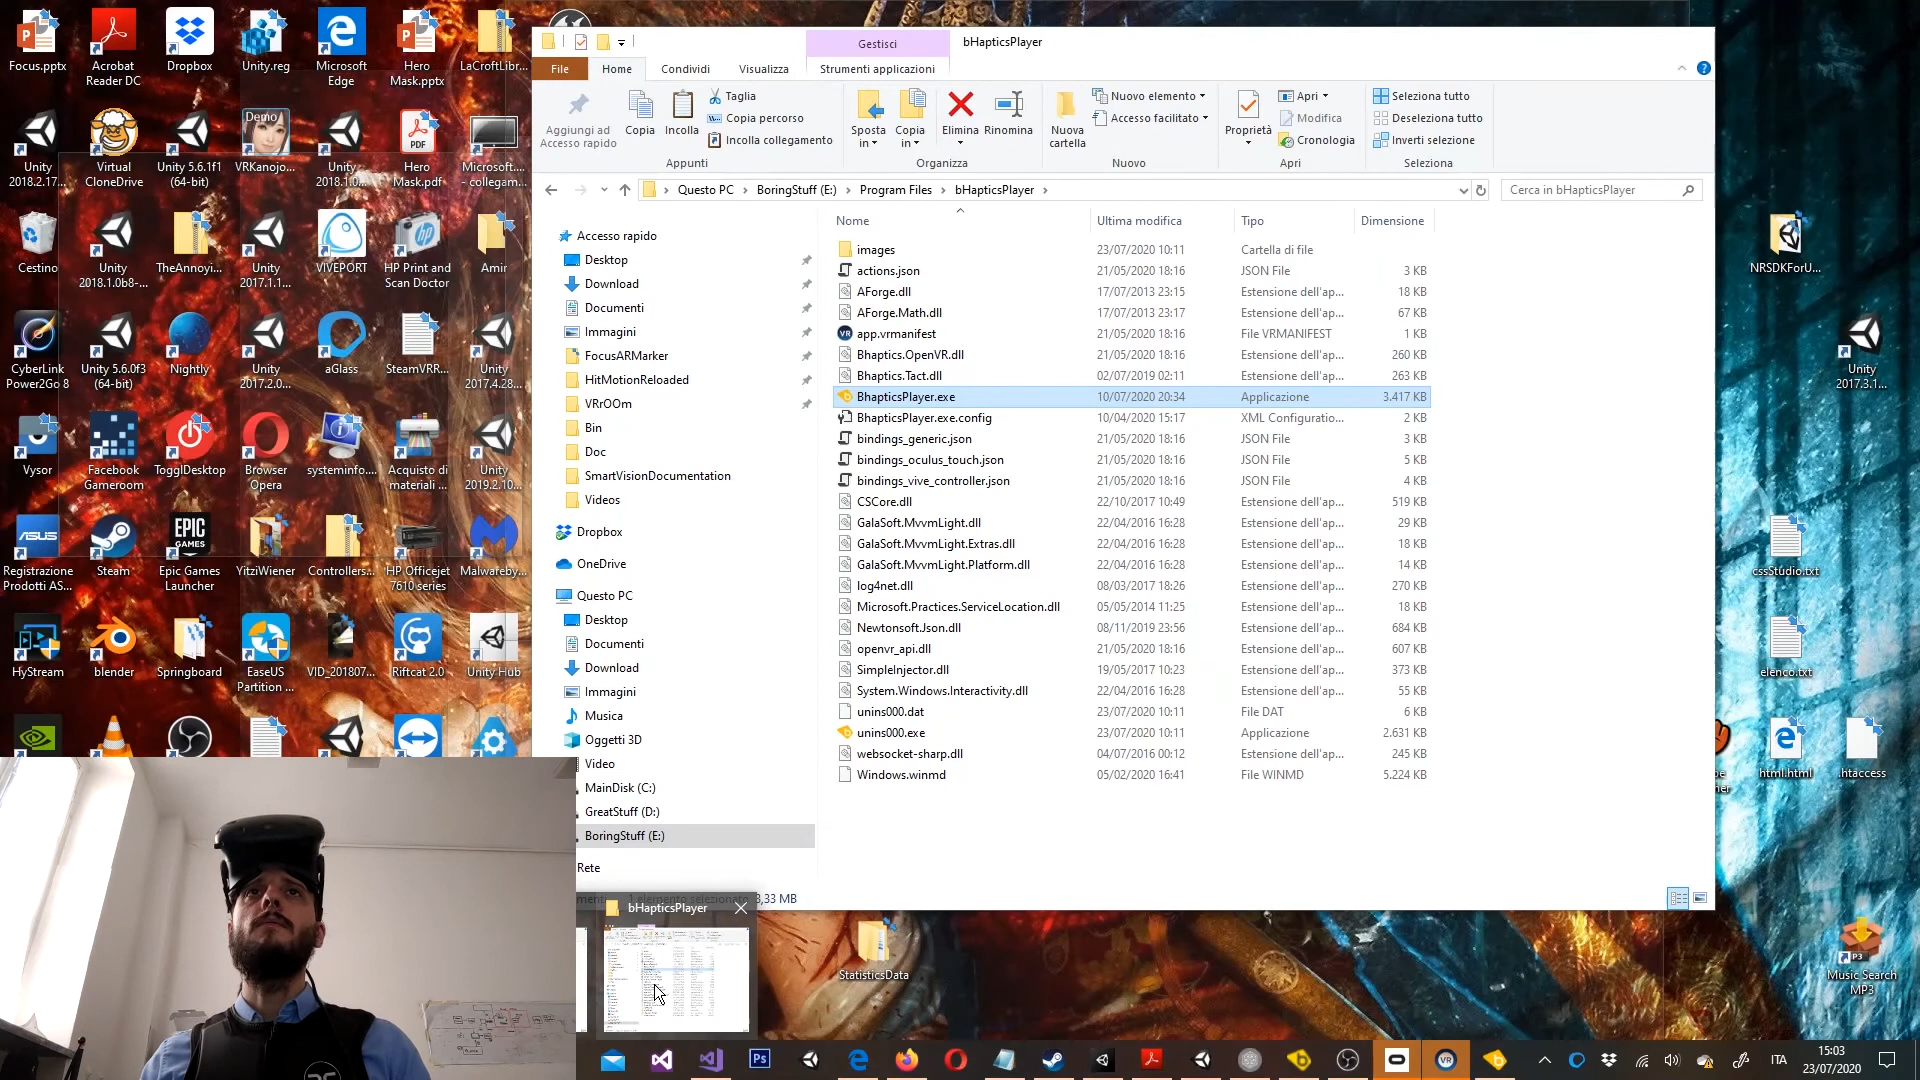 Focus.pptx
Acrobat
Reader DC
Dropbox
Unity.reg
Microsoft
Edge
Hero
Mask.pptx
LaCroftLibr...
Unity
2018.2.17...
Virtual
CloneDrive
Unity 5.6.1f1
(64-bit)
Demo
VRKanojo...
Unity
2018.1.0...
PDF
Hero
Mask.pdf
Microsoft....
- collegam...
Cestino
Unity
2018.1.0b8-...
TheAnnoyi...
Unity
2017.1.1...
VIVEPORT
HP Print and
Scan Doctor
Amir
CyberLink
Power2Go 8
Unity 5.6.0f3
(64-bit)
Nightly
Unity
2017.2.0...
aGlass
SteamVRR...
Unity
2017.4.28...
Vysor
Facebook
Gameroom
TogglDesktop
Browser
Opera
systeminfo....
Acquisto di
materiali ...
Unity
2019.2.10...
ASUS
Registrazione
Prodotti AS...
Steam
EPIC
GAMES
Epic Games
Launcher
YitziWiener
Controllers...
HP Officejet
7610 series
Malwareby...
HyStream
blender
Springboard
EaseUS
Partition ...
VID_201807...
Riftcat 2.0
Unity Hub
Gestisci
bHapticsPlayer
File
Home
Condividi
Visualizza
Strumenti applicazioni
Aggiungi ad
Accesso rapido
Copia
Incolla
Taglia
Copia percorso
Incolla collegamento
Appunti
Sposta
in
Copia
in
Elimina
Rinomina
Organizza
Nuova
cartella
Nuovo elemento
Accesso facilitato
Nuovo
Proprietà
Apri
Modifica
Cronologia
Apri
Seleziona tutto
Deseleziona tutto
Inverti selezione
Seleziona
Questo PC > BoringStuff (E:) > Program Files > bHapticsPlayer >
Cerca in bHapticsPlayer
Accesso rapido
Desktop
Download
Documenti
Immagini
FocusARMarker
HitMotionReloaded
VRrOOm
Bin
Doc
SmartVisionDocumentation
Videos
Dropbox
OneDrive
Questo PC
Desktop
Documenti
Download
Immagini
Musica
Oggetti 3D
Video
MainDisk (C:)
GreatStuff (D:)
BoringStuff (E:)
Rete
Nome Ultima modifica Tipo Dimensione
images 23/07/2020 10:11 Cartella di file
actions.json 21/05/2020 18:16 JSON File 3 KB
AForge.dll 17/07/2013 23:15 Estensione dell'ap... 18 KB
AForge.Math.dll 17/07/2013 23:17 Estensione dell'ap... 67 KB
app.vrmanifest 21/05/2020 18:16 File VRMANIFEST 1 KB
Bhaptics.OpenVR.dll 21/05/2020 18:16 Estensione dell'ap... 260 KB
Bhaptics.Tact.dll 02/07/2019 02:11 Estensione dell'ap... 263 KB
BhapticsPlayer.exe 10/07/2020 20:34 Applicazione 3.417 KB
BhapticsPlayer.exe.config 10/04/2020 15:17 XML Configuratio... 2 KB
bindings_generic.json 21/05/2020 18:16 JSON File 3 KB
bindings_oculus_touch.json 21/05/2020 18:16 JSON File 5 KB
bindings_vive_controller.json 21/05/2020 18:16 JSON File 4 KB
CSCore.dll 22/10/2017 10:49 Estensione dell'ap... 519 KB
GalaSoft.MvvmLight.dll 22/04/2016 16:28 Estensione dell'ap... 29 KB
GalaSoft.MvvmLight.Extras.dll 22/04/2016 16:28 Estensione dell'ap... 18 KB
GalaSoft.MvvmLight.Platform.dll 22/04/2016 16:28 Estensione dell'ap... 14 KB
log4net.dll 08/03/2017 18:26 Estensione dell'ap... 270 KB
Microsoft.Practices.ServiceLocation.dll 05/05/2014 11:25 Estensione dell'ap... 18 KB
Newtonsoft.Json.dll 08/11/2019 23:56 Estensione dell'ap... 684 KB
openvr_api.dll 21/05/2020 18:16 Estensione dell'ap... 607 KB
SimpleInjector.dll 19/05/2017 10:23 Estensione dell'ap... 373 KB
System.Windows.Interactivity.dll 22/04/2016 16:28 Estensione dell'ap... 55 KB
unins000.dat 23/07/2020 10:11 File DAT 6 KB
unins000.exe 23/07/2020 10:11 Applicazione 2.631 KB
websocket-sharp.dll 04/07/2016 00:12 Estensione dell'ap... 245 KB
Windows.winmd 05/02/2020 16:41 File WINMD 5.224 KB
1 elemento selezionato 3,33 MB
bHapticsPlayer
StatisticsData
NRSDKForU...
Unity
2017.3.1...
cssStudio.txt
elenco.txt
html.html
.htaccess
P3
Music Search
MP3
Ps
VR
ITA
15:03
23/07/2020